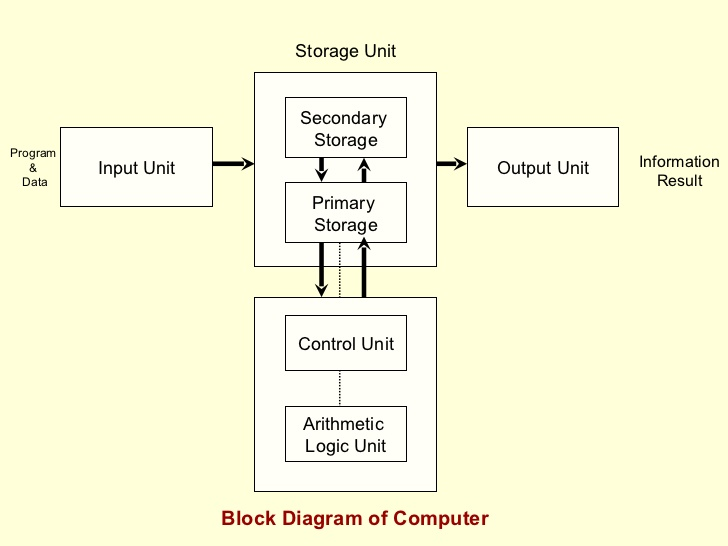 Storage Unit
Secondary
Storage
Program
&
Data
Input Unit
Output Unit
Information
Result
Primary
Storage
Control Unit
Arithmetic
Logic Unit
Block Diagram of Computer